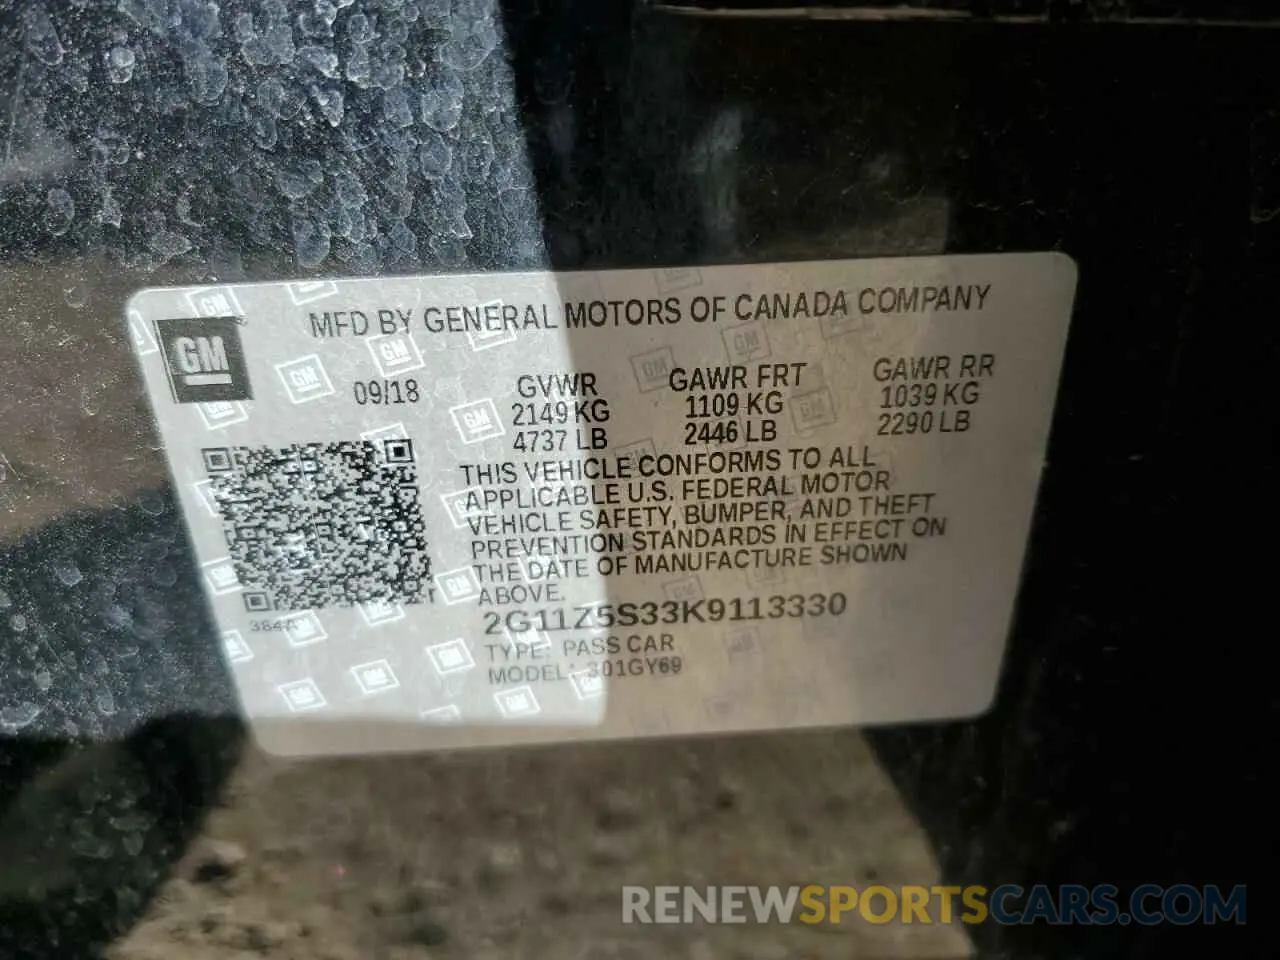 MFD BY GENERAL MOTORS OF CANADA COMPANY
GM
09/18
GVWR GAWR FRT GAWR RR
2149 KG 1109 KG 1039 KG
4737 LB 2446 LB 2290 LB
THIS VEHICLE CONFORMS TO ALL
APPLICABLE U.S. FEDERAL MOTOR
VEHICLE SAFETY, BUMPER, AND THEFT
PREVENTION STANDARDS IN EFFECT ON
THE DATE OF MANUFACTURE SHOWN
ABOVE.
384A
2G11Z5S33K9113330
TYPE: PASS CAR
MODEL: 301GY69
RENEWSPORTSCARS.COM